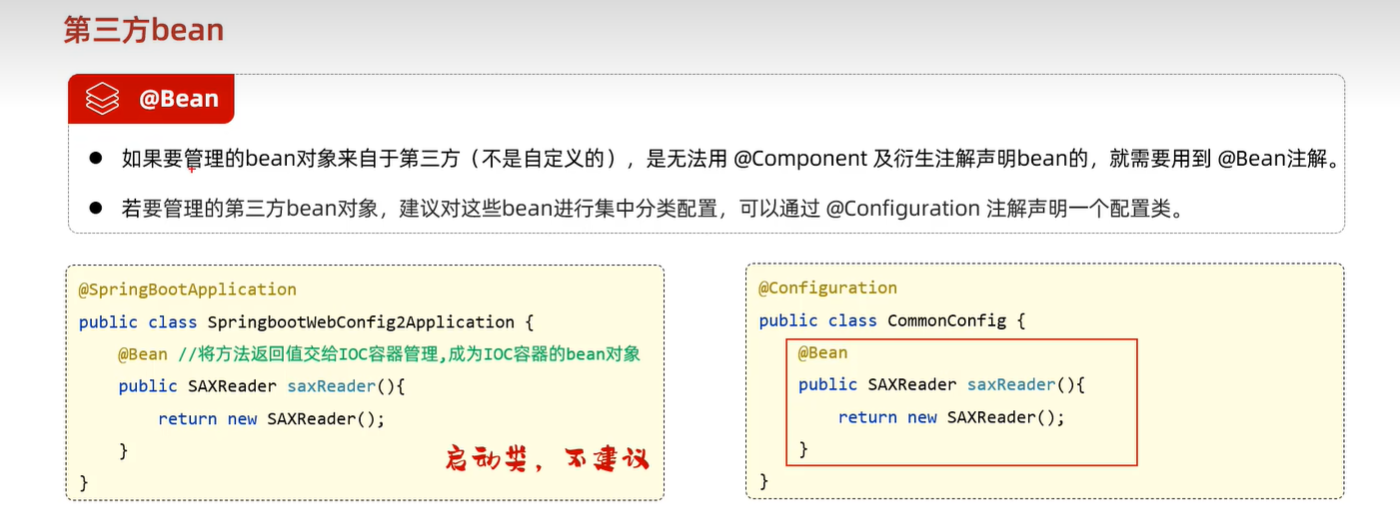 第三方bean
@Bean
● 如果要管理的bean对象来自于第三方（不是自定义的），是无法用 @Component 及衍生注解声明bean的，就需要用到 @Bean注解。
● 若要管理的第三方bean对象，建议对这些bean进行集中分类配置，可以通过 @Configuration 注解声明一个配置类。
@SpringBootApplication
public class SpringbootWebConfig2Application {
@Bean //将方法返回值交给IOC容器管理,成为IOC容器的bean对象
public SAXReader saxReader(){
return new SAXReader();
}
启动类，不建议
}
@Configuration
public class CommonConfig {
@Bean
public SAXReader saxReader(){
return new SAXReader();
}
}